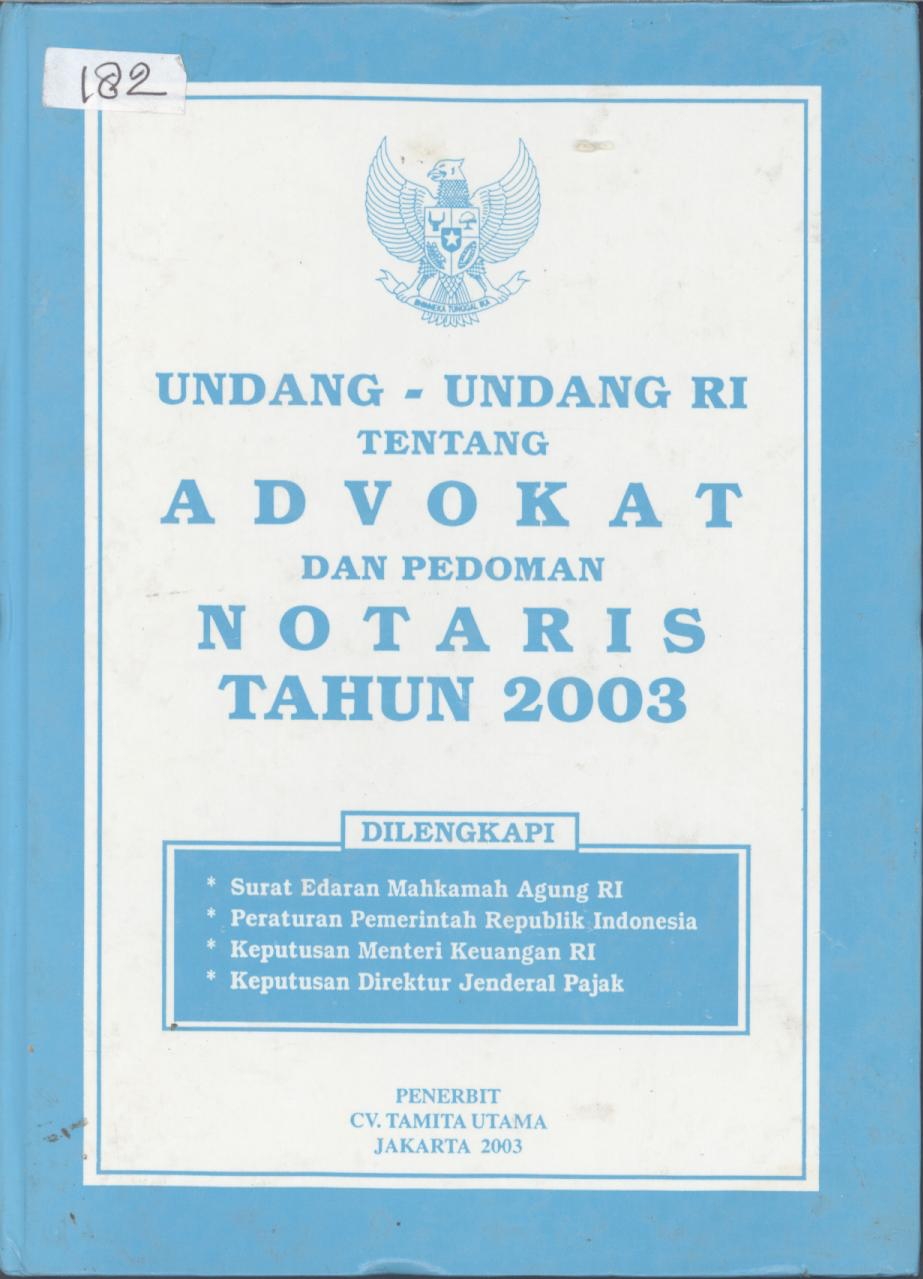 182
BHINNEKA TUNGGAL IKA
UNDANG - UNDANG RI
TENTANG
ADVOKAT
DAN PEDOMAN
NOTARIS
TAHUN 2003
DILENGKAPI
* Surat Edaran Mahkamah Agung RI
* Peraturan Pemerintah Republik Indonesia
* Keputusan Menteri Keuangan RI
* Keputusan Direktur Jenderal Pajak
PENERBIT
CV. TAMITA UTAMA
JAKARTA 2003